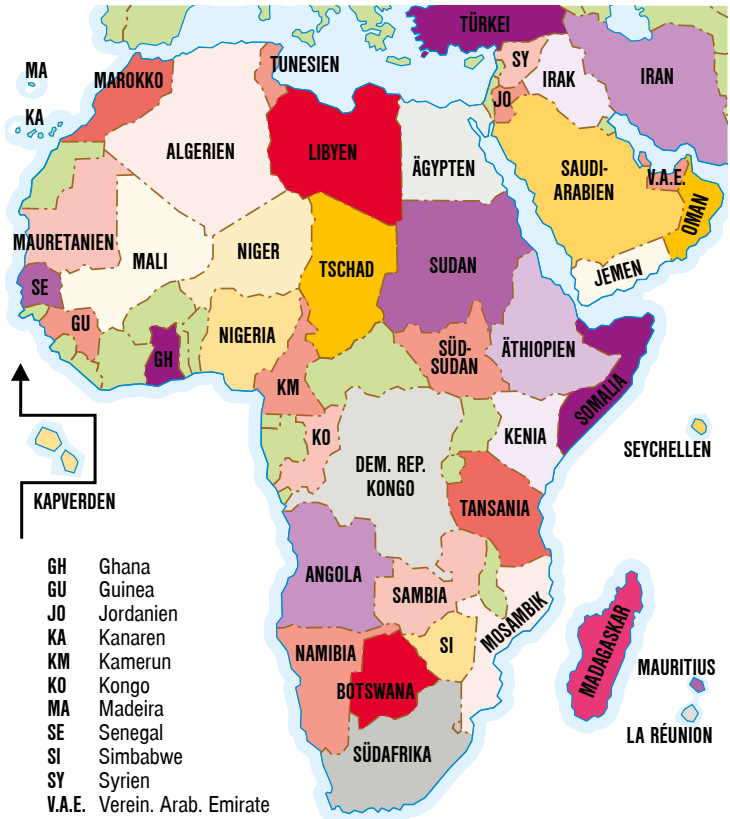 TÜRKEI
TUNESIEN
SY
MA
MAROKKO
IRAK
IRAN
JO
KA
ALGERIEN
LIBYEN
ÄGYPTEN
SAUDI-
ARABIEN
V.A.E.
OMAN
MAURETANIEN
MALI
NIGER
TSCHAD
SUDAN
JEMEN
SE
GU
GH
NIGERIA
SÜD-
SUDAN
ÄTHIOPIEN
KM
SOMALIA
KO
KENIA
SEYCHELLEN
DEM. REP.
KONGO
KAPVERDEN
TANSANIA
ANGOLA
SAMBIA
MOSAMBIK
SI
NAMIBIA
BOTSWANA
MADAGASKAR
MAURITIUS
LA RÉUNION
SÜDAFRIKA
GH Ghana
GU Guinea
JO Jordanien
KA Kanaren
KM Kamerun
KO Kongo
MA Madeira
SE Senegal
SI Simbabwe
SY Syrien
V.A.E. Verein. Arab. Emirate